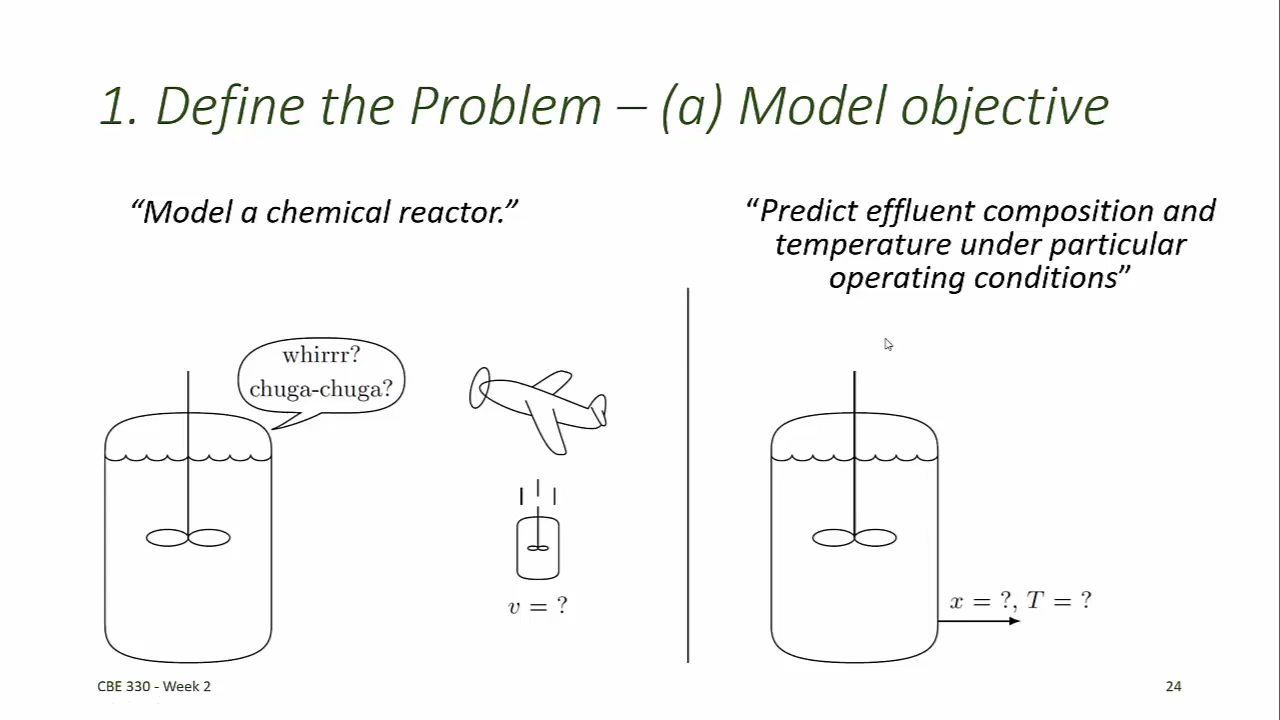 1. Define the Problem – (a) Model objective
“Model a chemical reactor.”
“Predict effluent composition and
temperature under particular
operating conditions”
whirrr?
chuga-chuga?
v = ?
x = ?, T = ?
CBE 330 - Week 2
24